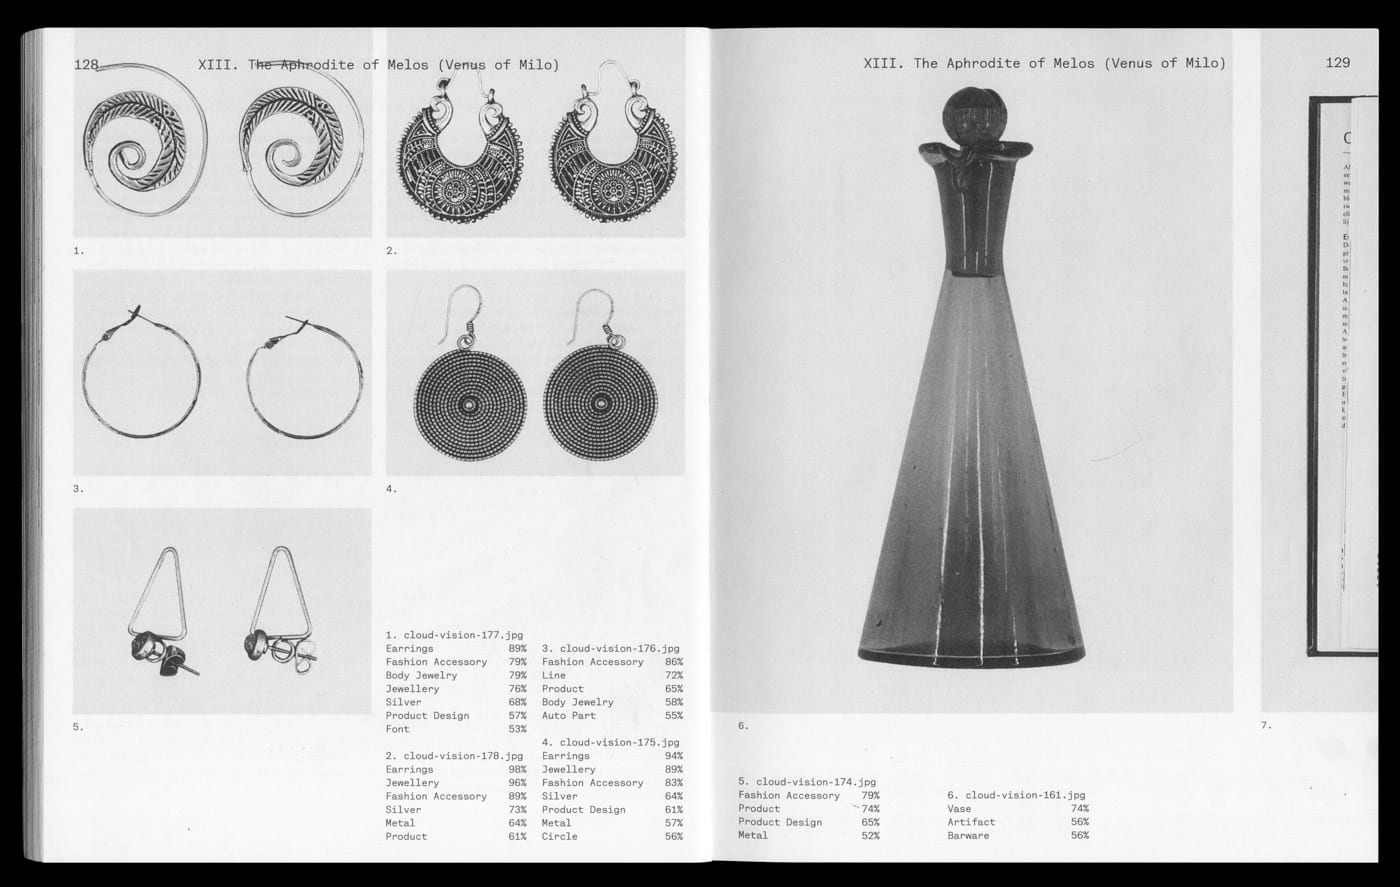 128
XIII. The Aphrodite of Melos (Venus of Milo)
1.
2.
3.
4.
5.
1. cloud-vision-177.jpg
Earrings 89%
Fashion Accessory 79%
Body Jewelry 79%
Jewellery 76%
Silver 68%
Product Design 57%
Font 53%
2. cloud-vision-178.jpg
Earrings 98%
Jewellery 96%
Fashion Accessory 89%
Silver 73%
Metal 64%
Product 61%
3. cloud-vision-176.jpg
Fashion Accessory 86%
Line 72%
Product 65%
Body Jewelry 58%
Auto Part 55%
4. cloud-vision-175.jpg
Earrings 94%
Jewellery 89%
Fashion Accessory 83%
Silver 64%
Product Design 61%
Metal 57%
Circle 56%
XIII. The Aphrodite of Melos (Venus of Milo)
129
6.
7.
5. cloud-vision-174.jpg
Fashion Accessory 79%
Product 74%
Product Design 65%
Metal 52%
6. cloud-vision-161.jpg
Vase 74%
Artifact 56%
Barware 56%